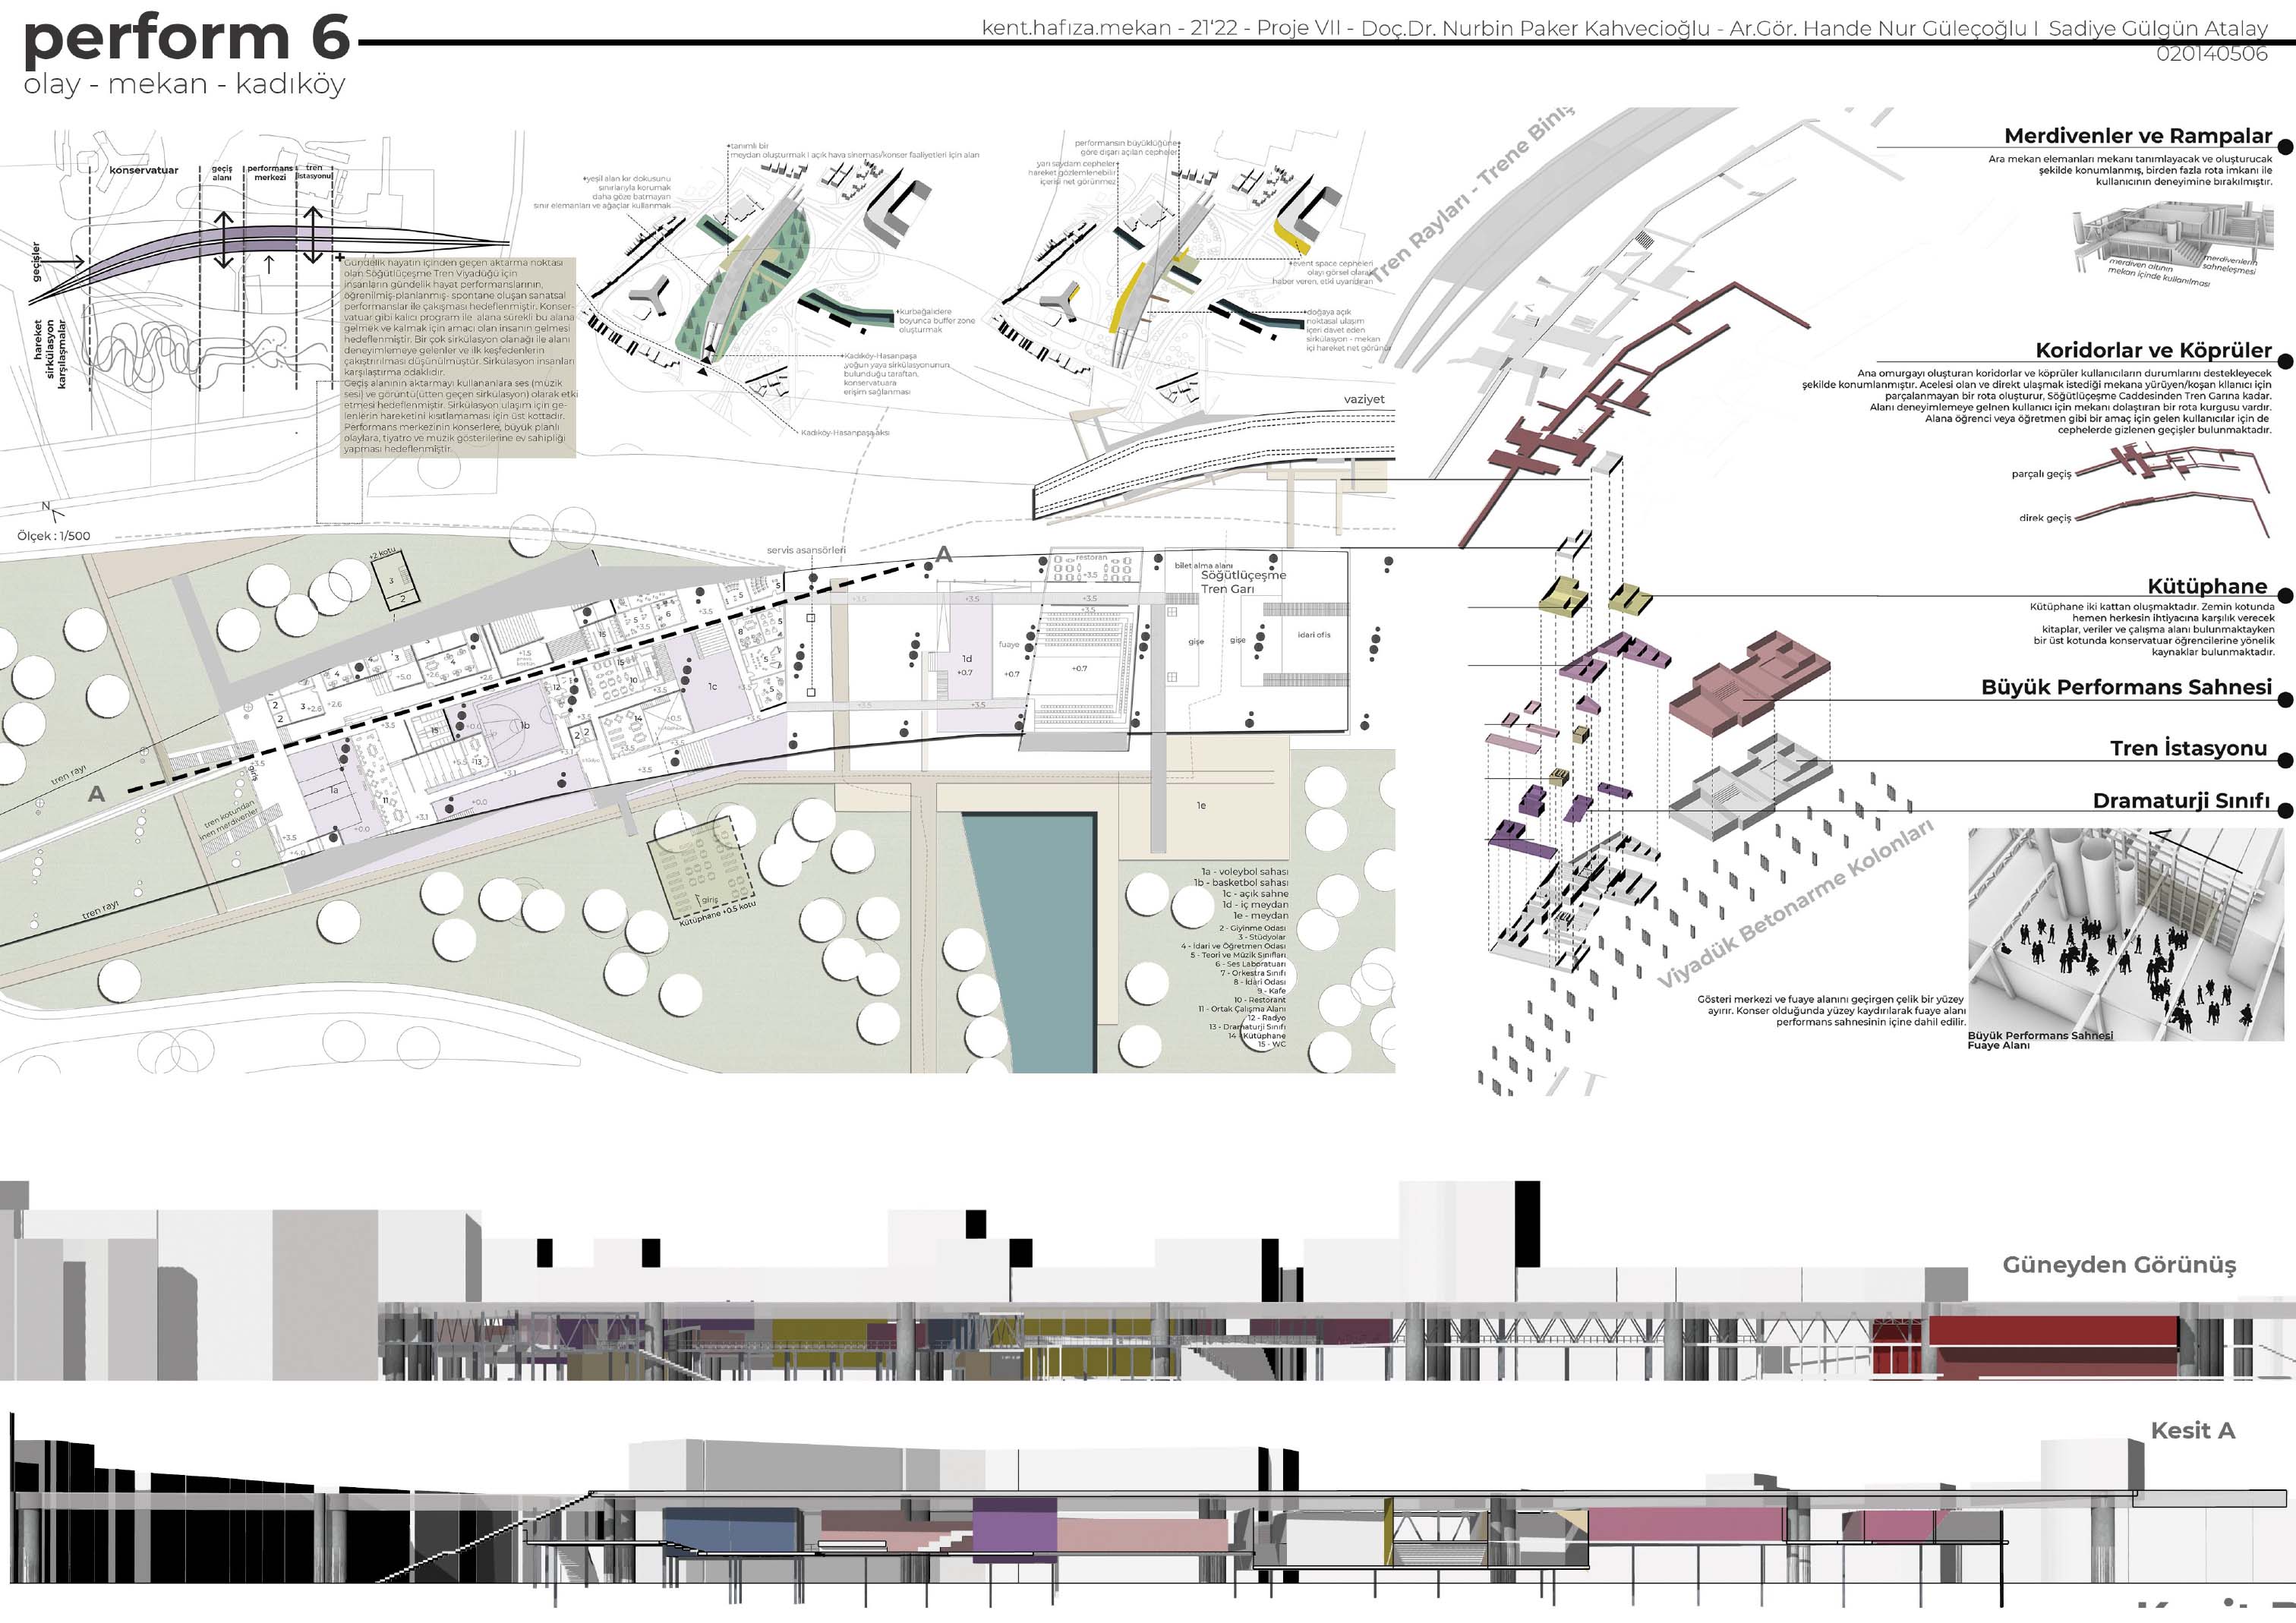 perform 6
olay - mekan - kadıköy
kent.hafıza.mekan - 21'22 - Proje VII - Doç.Dr. Nurbin Paker Kahvecioğlu - Ar.Gör. Hande Nur Güleçoğlu I Sadiye Gülgün Atalay
020140506
konservatuar
geçiş
alanı
performans
merkezi
tren
istasyonu
geçişler
hareket
sirkülasyon
karşılaşmalar
Gündelik hayatın içinden geçen aktarma noktası
olan Söğütlüçeşme Tren Viyadüğü için
insanların gündelik hayat performanslarının,
öğrenilmiş-planlanmış- spontane oluşan sanatsal
performanslar ile çakışması hedeflenmiştir. Konser-
vatuar gibi kalıcı program ile alana sürekli bu alana
gelmek ve kalmak için amacı olan insanın gelmesi
hedeflenmiştir. Bir çok sirkülasyon olanağı ile alanı
deneyimlemeye gelenler ve ilk keşfedenlerin
çakıştırılması düşünülmüştür. Sirkülasyon insanları
karşılaştırma odaklıdır.
Geçiş alanının aktarmayı kullananlara ses (müzik
sesi) ve görüntü(ütten geçen sirkülasyon) olarak etki
etmesi hedeflenmiştir. Sirkülasyon ulaşım için ge-
lenlerin hareketini kısıtlamaması için üst kottadır.
Performans merkezinin konserlere, büyük planlı
olaylara, tiyatro ve müzik gösterilerine ev sahipliği
yapması hedeflenmiştir.
+tanımlı bir
meydan oluşturmak I açık hava sineması/konser faaliyetleri için alan
+yeşil alan kır dokusunu
sınırlarıyla korumak
daha göze batmayan
sınır elemanları ve ağaçlar kullanmak
+kurbağalıdere
boyunca buffer zone
oluşturmak
+Kadıköy-Hasanpaşa
yoğun yaya sirkülasyonunun
bulunduğu taraftan,
konservatuara
erişim sağlanması
Kadıköy-Hasanpaşa aksı
performansın büyüklüğüne
göre dışarı açılan cepheler
yarı saydam cepheler
hareket gözlemlenebilir
içerisi net görünmez
+event space cepheleri
olayı görsel olarak
haber veren, etki uyandıran
+doğaya açık
noktasal ulaşım
içeri davet eden
sirkülasyon - mekan
içi hareket net görünür
vaziyet
Tren Rayları - Trene Biniş
Merdivenler ve Rampalar
Ara mekan elemanları mekanı tanımlayacak ve oluşturucak
şekilde konumlanmış, birden fazla rota imkanı ile
kullanıcının deneyimine bırakılmıştır.
merdiven altının
mekan içinde kullanılması
merdivenlerin
sahneleşmesi
Koridorlar ve Köprüler
Ana omurgayı oluşturan koridorlar ve köprüler kullanıcıların durumlarını destekleyecek
şekilde konumlanmıştır. Acelesi olan ve direkt ulaşmak istediği mekana yürüyen/koşan kllanıcı için
parçalanmayan bir rota oluşturur, Söğütlüçeşme Caddesinden Tren Garına kadar.
Alanı deneyimlemeye gelnen kullanıcı için mekanı dolaştıran bir rota kurgusu vardır.
Alana öğrenci veya öğretmen gibi bir amaç için gelen kullanıcılar için de
cephelerde gizlenen geçişler bulunmaktadır.
parçalı geçiş
direk geçiş
Kütüphane
Kütüphane iki kattan oluşmaktadır. Zemin kotunda
hemen herkesin ihtiyacına karşılık verecek
kitaplar, veriler ve çalışma alanı bulunmaktayken
bir üst kotunda konservatuar öğrencilerine yönelik
kaynaklar bulunmaktadır.
Büyük Performans Sahnesi
Tren İstasyonu
Dramaturji Sınıfı
Viyadük Betonarme Kolonları
Gösteri merkezi ve fuaye alanını geçirgen çelik bir yüzey
ayırır. Konser olduğunda yüzey kaydırılarak fuaye alanı
performans sahnesinin içine dahil edilir.
Büyük Performans Sahnesi
Fuaye Alanı
N
Ölçek : 1/500
+2 kotu
3
2
servis asansörleri
A
restoran
+3.5
bilet alma alanı
Söğütlüçeşme
Tren Garı
gişe
gişe
idari ofis
fuaye
1d
+0.7
+0.7
+0.7
1c
1b
1a
11
14
10
15
12
13
1e
A
tren rayı
tren rayı
giriş
tren kotundan
inen merdivenler
giriş
Kütüphane +0.5 kotu
1a - voleybol sahası
1b - basketbol sahası
1c - açık sahne
1d - iç meydan
1e - meydan
2 - Giyinme Odası
3 - Stüdyolar
4 - İdari ve Öğretmen Odası
5 - Teori ve Müzik Sınıfları
6 - Ses Laboratuarı
7 - Orkestra Sınıfı
8 - İdari Odası
9 - Kafe
10 - Restorant
11 - Ortak Çalışma Alanı
12 - Radyo
13 - Dramaturji Sınıfı
14 - Kütüphane
15 - WC
Güneyden Görünüş
Kesit A